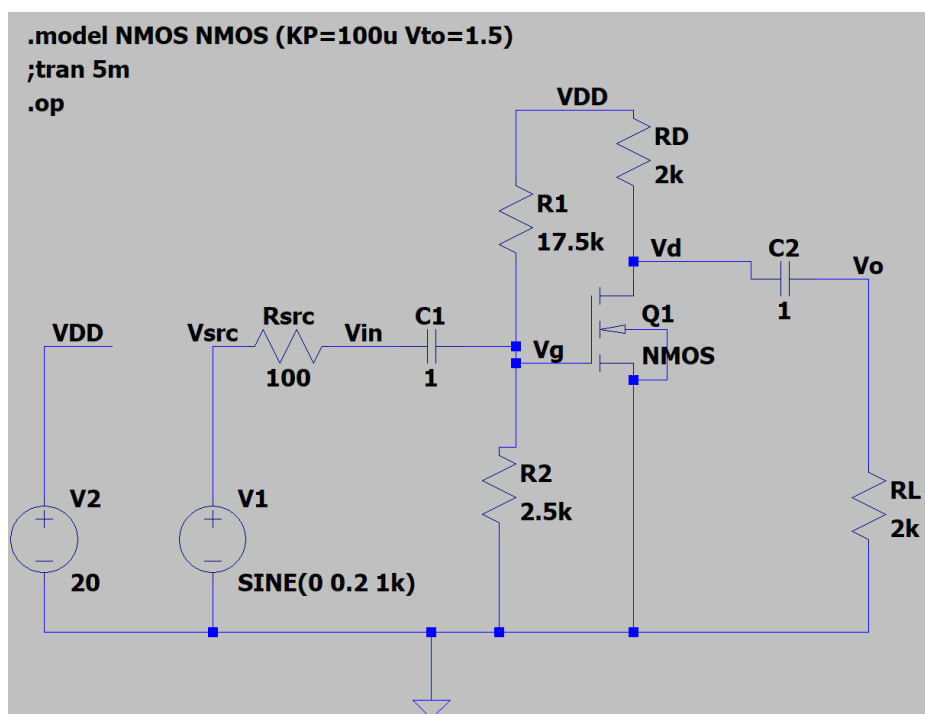 .model NMOS NMOS (KP=100u Vto=1.5)
;tran 5m
.op
VDD
RD
2k
R1
17.5k
Vd
C2
1
Vo
VDD
Vsrc
Rsrc
100
Vin
C1
1
Vg
Q1
NMOS
R2
2.5k
RL
2k
V2
20
V1
SINE(0 0.2 1k)